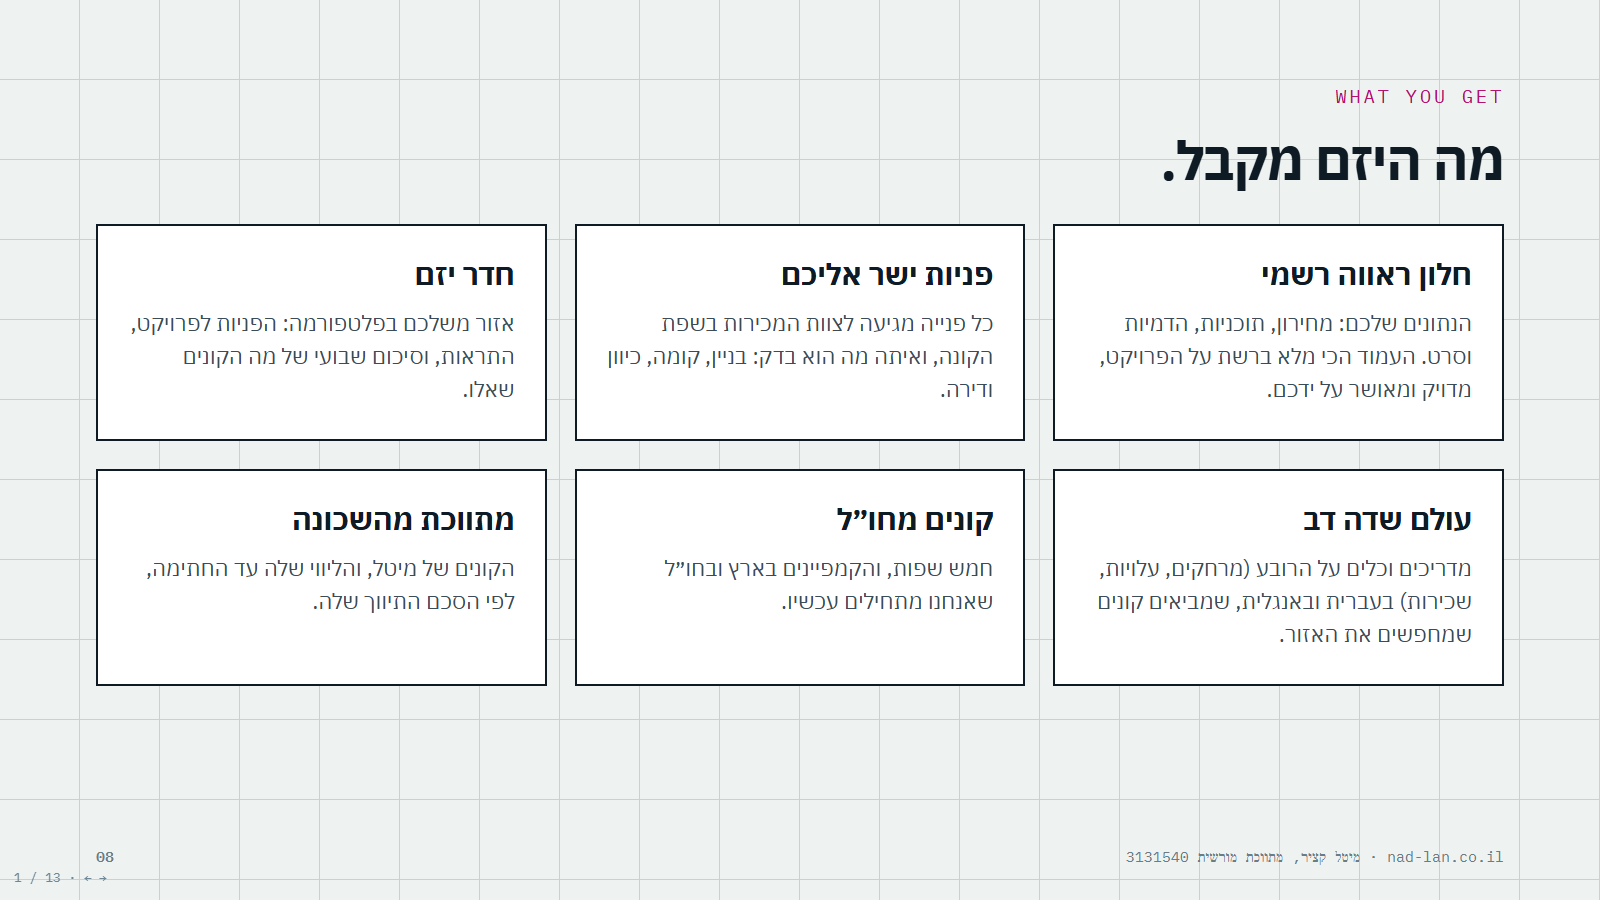 WHAT YOU GET
מה היזם מקבל.
חלון ראווה רשמי
הנתונים שלכם: מחירון, תוכניות, הדמיות
וסרט. העמוד הכי מלא ברשת על הפרויקט,
מדויק ומאושר על ידכם.
פניות ישר אליכם
כל פנייה מגיעה לצוות המכירות בשפת
הקונה, ואיתה מה הוא בדק: בניין, קומה, כיוון
ודירה.
חדר יזם
אזור משלכם בפלטפורמה: הפניות לפרויקט,
התראות, וסיכום שבועי של מה הקונים
שאלו.
עולם שדה דב
מדריכים וכלים על הרובע (מרחקים, עלויות,
שכירות) בעברית ובאנגלית, שמביאים קונים
שמחפשים את האזור.
קונים מחו״ל
חמש שפות, והקמפיינים בארץ ובחו״ל
שאנחנו מתחילים עכשיו.
מתווכת מהשכונה
הקונים של מיטל, והליווי שלה עד החתימה,
לפי הסכם התיווך שלה.
nad-lan.co.il · מיטל קציר, מתווכת מורשית 3131540
08
1 / 13 · ← →